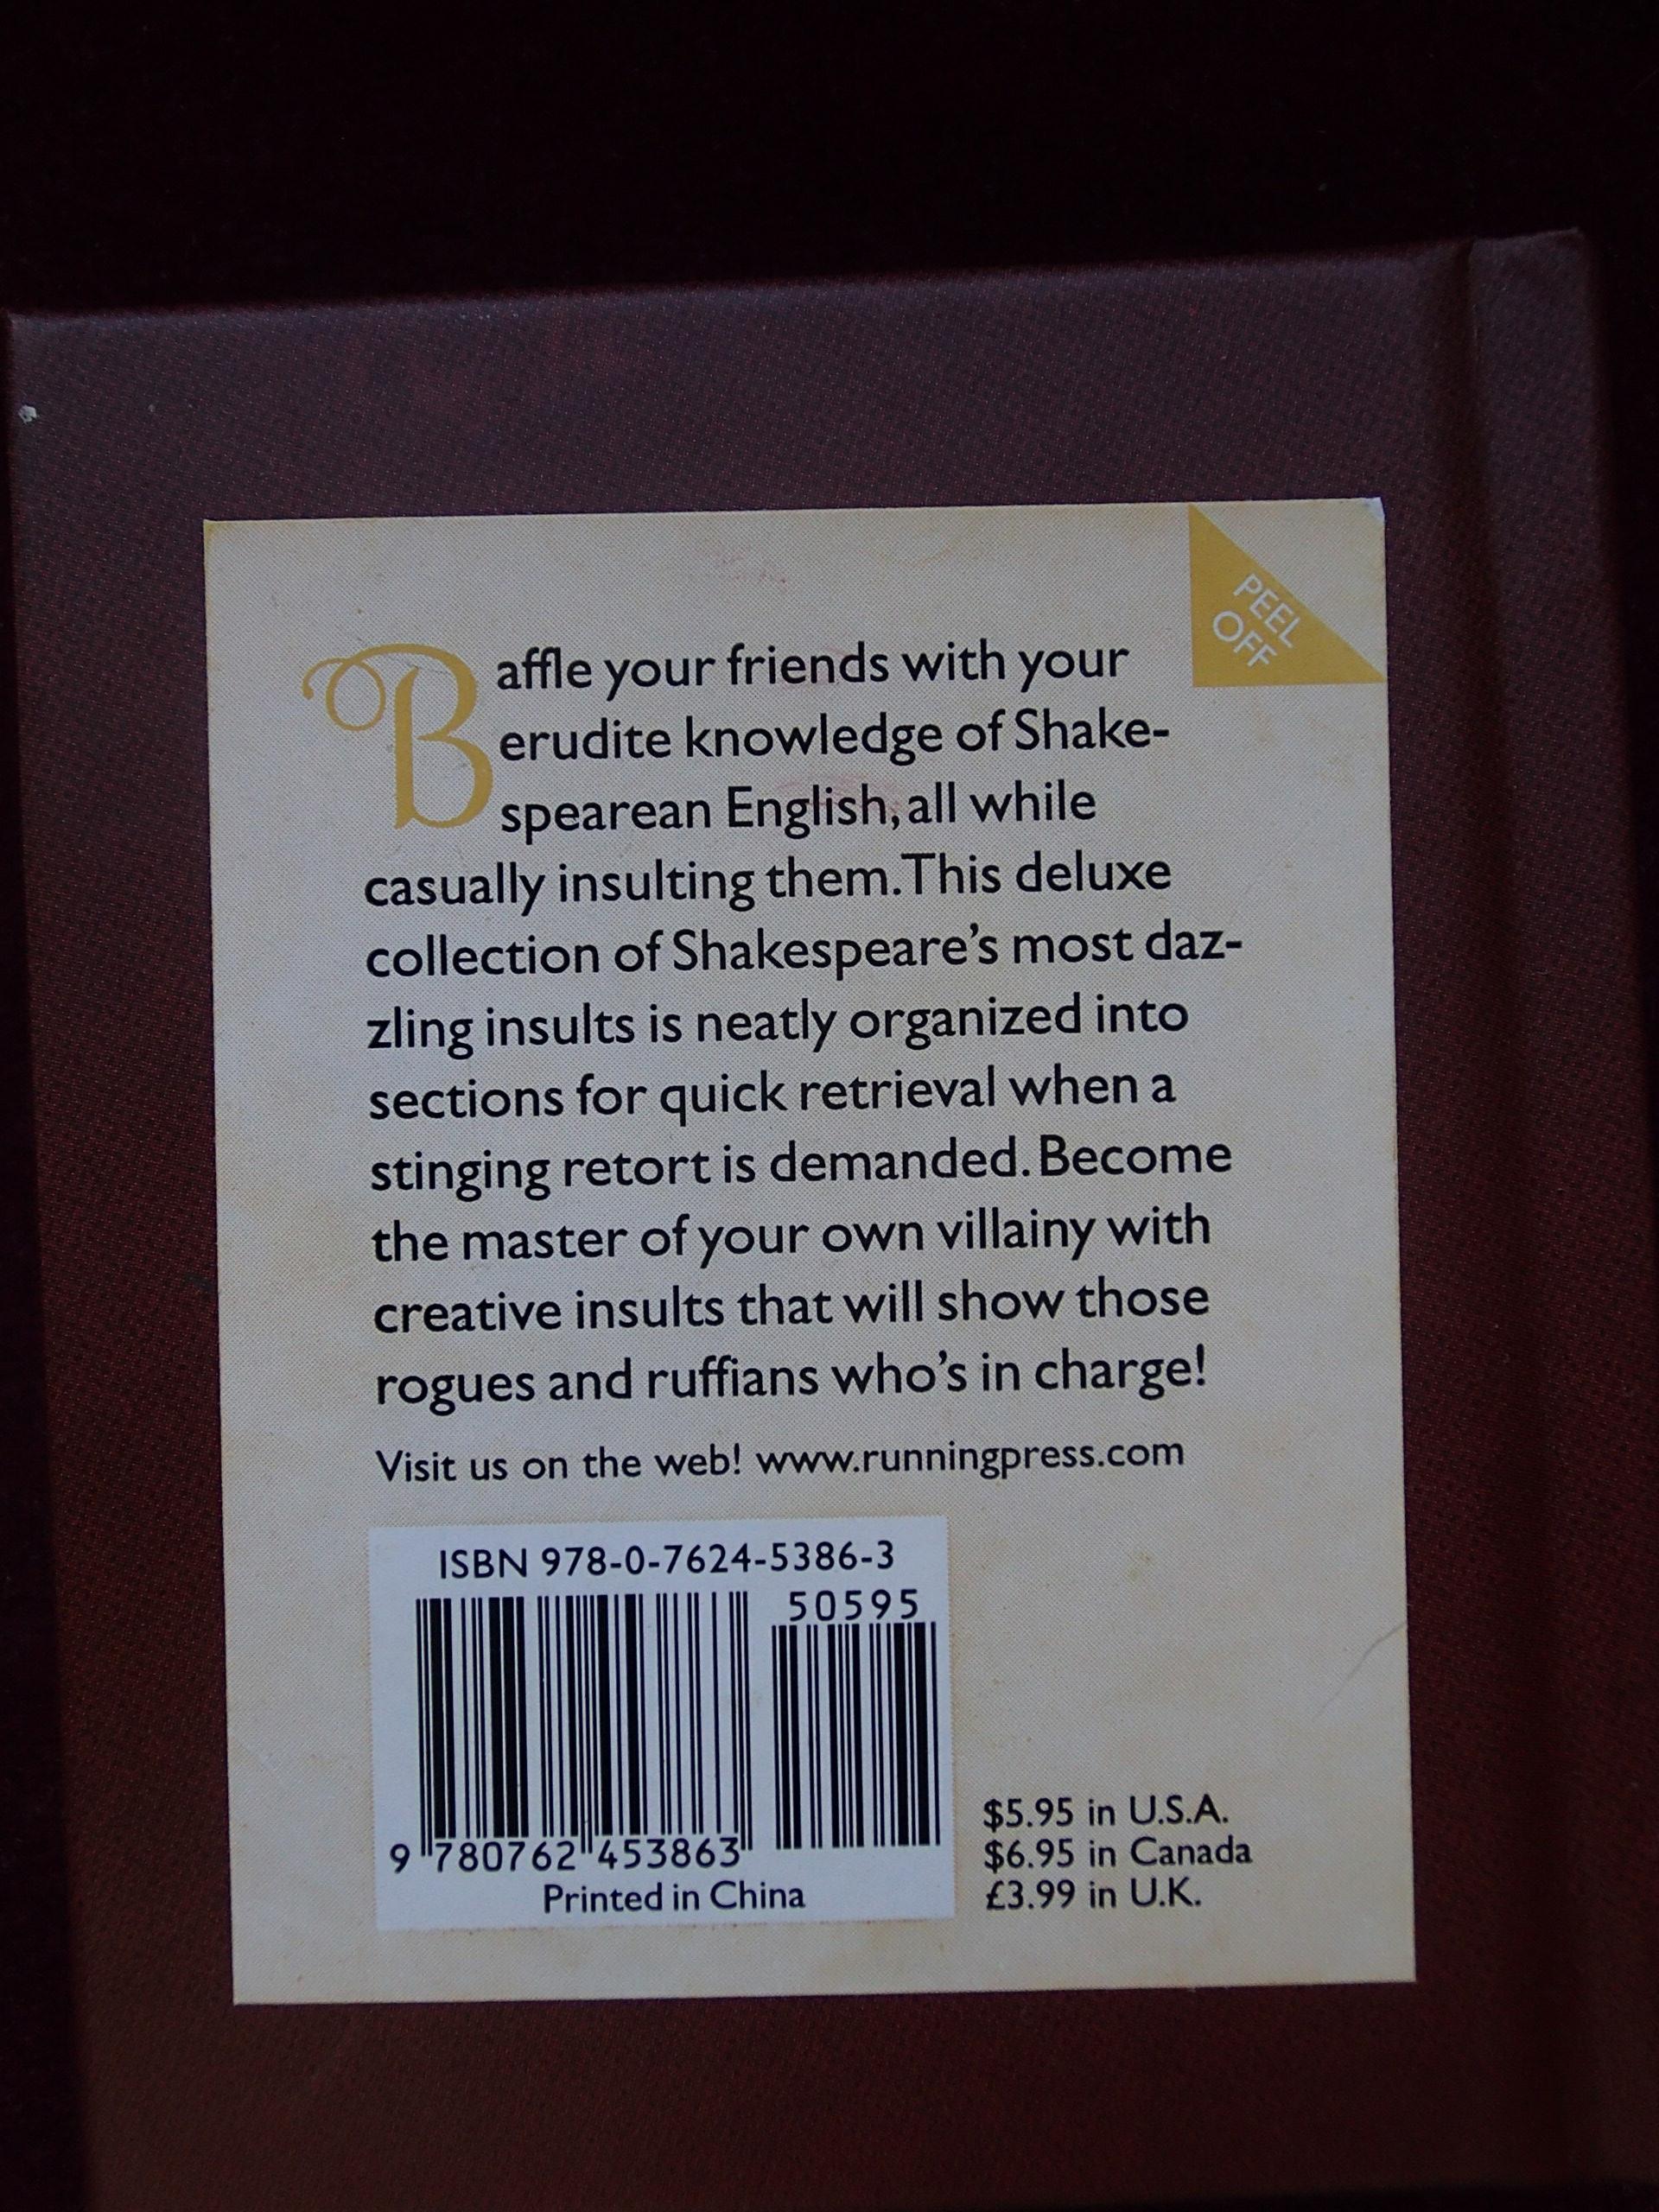 PEEL
OFF
Baffle your friends with your
erudite knowledge of Shake-
spearean English, all while
casually insulting them. This deluxe
collection of Shakespeare’s most daz-
zling insults is neatly organized into
sections for quick retrieval when a
stinging retort is demanded. Become
the master of your own villainy with
creative insults that will show those
rogues and ruffians who’s in charge!
Visit us on the web! www.runningpress.com
ISBN 978-0-7624-5386-3
50595
9 780762 453863
Printed in China
$5.95 in U.S.A.
$6.95 in Canada
£3.99 in U.K.